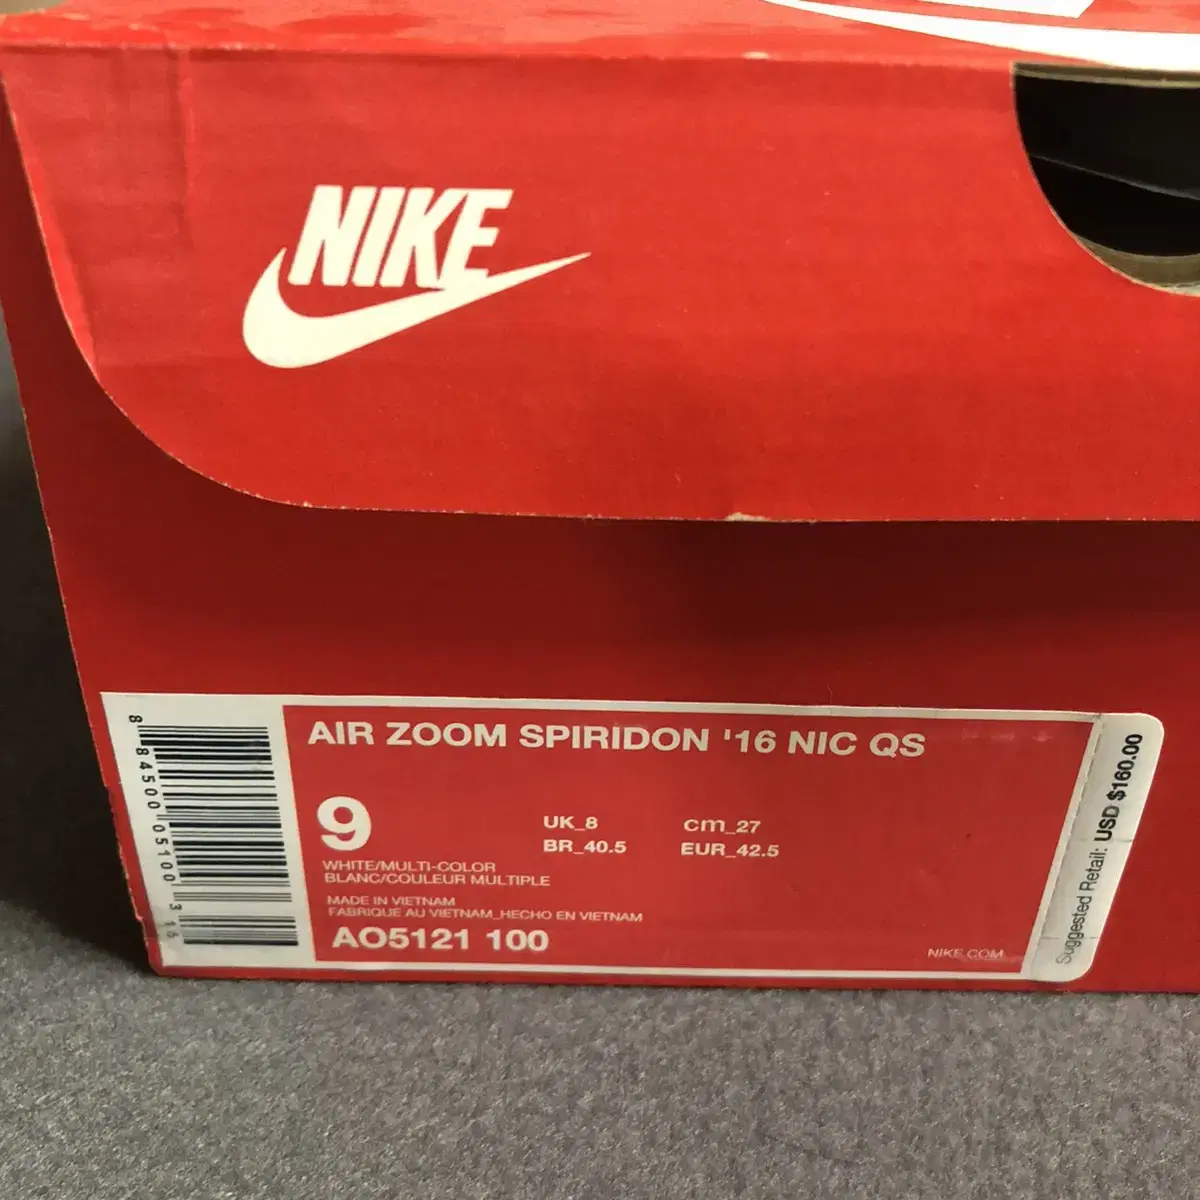 NIKE
AIR ZOOM SPIRIDON '16 NIC QS
9
UK_8
cm_27
BR_40.5
EUR_42.5
WHITE/MULTI-COLOR
BLANC/COULEUR MULTIPLE
MADE IN VIETNAM
FABRIQUE AU VIETNAM_HECHO EN VIETNAM
AO5121 100
NIKE.COM
8 84500 05100 3
Suggested Retail: USD $160.00